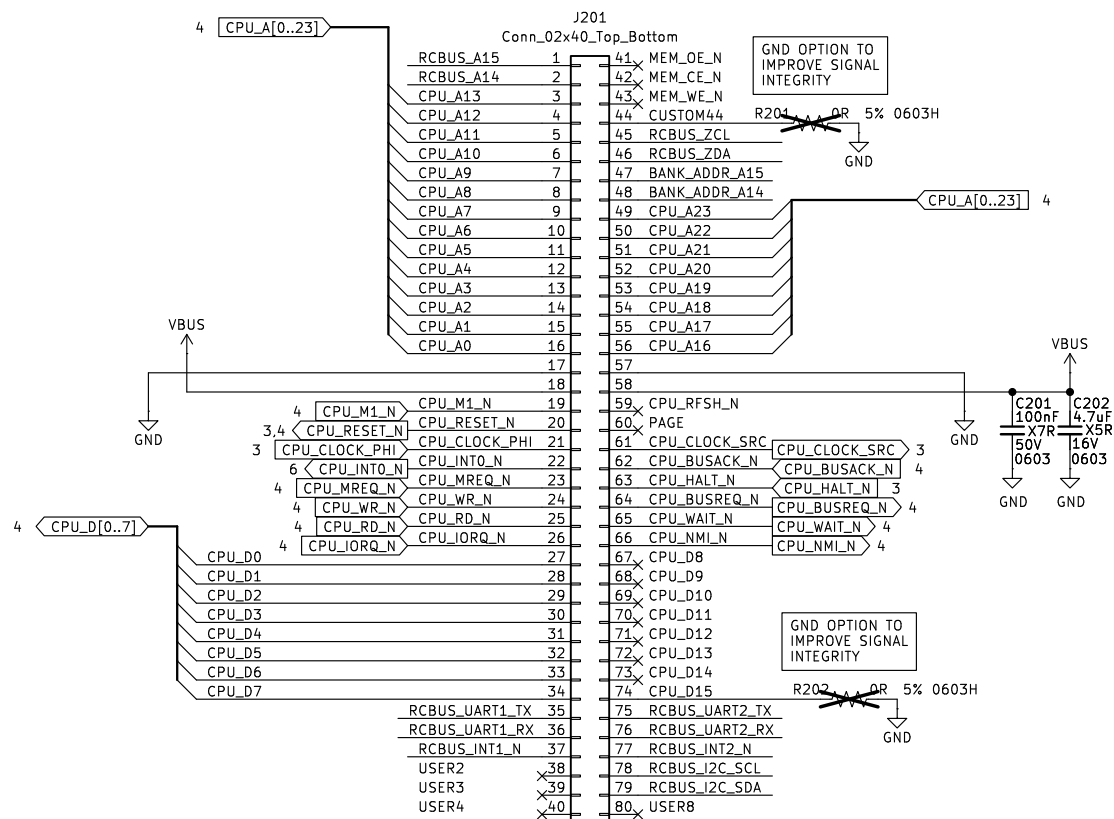 J201
Conn_02x40_Top_Bottom
4 CPU_A[0..23]
GND OPTION TO
IMPROVE SIGNAL
INTEGRITY
RCBUS_A15 1 41 MEM_OE_N
RCBUS_A14 2 42 MEM_CE_N
CPU_A13 3 43 MEM_WE_N
CPU_A12 4 44 CUSTOM44 R201 0R 5% 0603H
CPU_A11 5 45 RCBUS_ZCL
GND
CPU_A10 6 46 RCBUS_ZDA
CPU_A9 7 47 BANK_ADDR_A15
CPU_A8 8 48 BANK_ADDR_A14
CPU_A[0..23] 4
CPU_A7 9 49 CPU_A23
CPU_A6 10 50 CPU_A22
CPU_A5 11 51 CPU_A21
CPU_A4 12 52 CPU_A20
CPU_A3 13 53 CPU_A19
CPU_A2 14 54 CPU_A18
CPU_A1 15 55 CPU_A17
CPU_A0 16 56 CPU_A16
VBUS
VBUS
17 57
18 58
GND
GND
C201
100nF
X7R
50V
0603
GND
C202
4.7uF
X5R
16V
0603
GND
4 CPU_M1_N CPU_M1_N 19 59 CPU_RFSH_N
3,4 CPU_RESET_N CPU_RESET_N 20 60 PAGE
3 CPU_CLOCK_PHI CPU_CLOCK_PHI 21 61 CPU_CLOCK_SRC CPU_CLOCK_SRC 3
6 CPU_INT0_N CPU_INT0_N 22 62 CPU_BUSACK_N CPU_BUSACK_N 4
4 CPU_MREQ_N CPU_MREQ_N 23 63 CPU_HALT_N CPU_HALT_N 3
4 CPU_WR_N CPU_WR_N 24 64 CPU_BUSREQ_N CPU_BUSREQ_N 4
4 CPU_RD_N CPU_RD_N 25 65 CPU_WAIT_N CPU_WAIT_N 4
4 CPU_IORQ_N CPU_IORQ_N 26 66 CPU_NMI_N CPU_NMI_N 4
4 CPU_D[0..7]
CPU_D0 27 67 CPU_D8
CPU_D1 28 68 CPU_D9
CPU_D2 29 69 CPU_D10
CPU_D3 30 70 CPU_D11
CPU_D4 31 71 CPU_D12
CPU_D5 32 72 CPU_D13
CPU_D6 33 73 CPU_D14
GND OPTION TO
IMPROVE SIGNAL
INTEGRITY
CPU_D7 34 74 CPU_D15 R202 0R 5% 0603H
RCBUS_UART1_TX 35 75 RCBUS_UART2_TX
RCBUS_UART1_RX 36 76 RCBUS_UART2_RX
GND
RCBUS_INT1_N 37 77 RCBUS_INT2_N
USER2 38 78 RCBUS_I2C_SCL
USER3 39 79 RCBUS_I2C_SDA
USER4 40 80 USER8